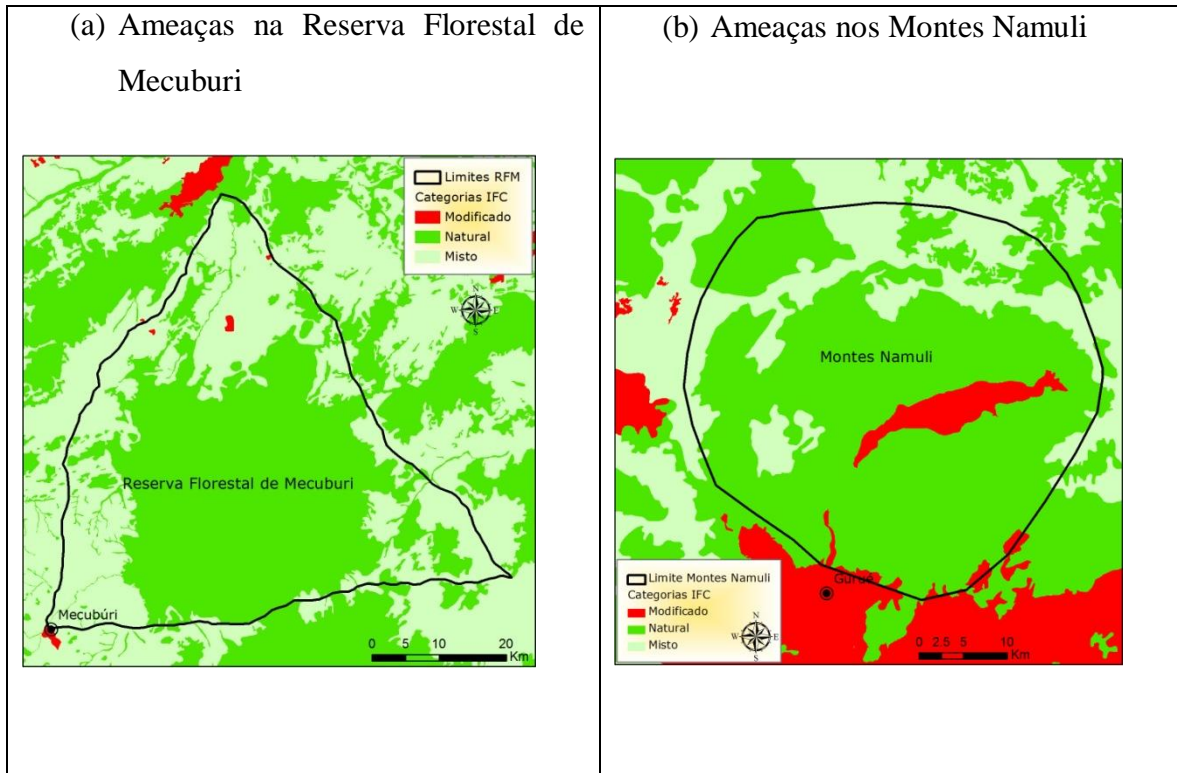 (a) Ameaças na Reserva Florestal de
Mecuburi
Limites RFM
Categorias IFC
Modificado
Natural
Misto
N
W E
S
Reserva Florestal de Mecuburi
Mecubúri
0 5 10 20
Km
(b) Ameaças nos Montes Namuli
Montes Namuli
Gurué
Limite Montes Namuli
Categorias IFC
Modificado
Natural
Misto
N
W E
S
0 2.5 5 10
Km